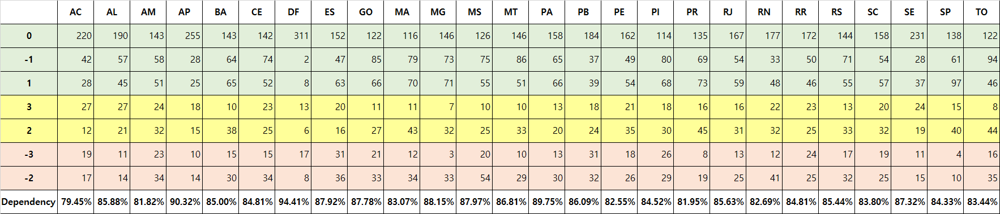 AC AL AM AP BA CE DF ES GO MA MG MS MT PA PB PE PI PR RJ RN RR RS SC SE SP TO
0 220 190 143 255 143 142 311 152 122 116 146 126 146 158 184 162 114 135 167 177 172 144 158 231 138 122
-1 42 57 58 28 64 74 2 47 85 79 73 75 86 65 37 49 80 69 54 33 50 71 54 28 61 94
1 28 45 51 25 65 52 8 63 66 70 71 55 51 66 39 54 68 73 59 48 46 55 57 37 97 46
3 27 27 24 18 10 23 13 20 11 11 7 10 10 13 18 21 18 16 16 22 23 13 20 24 15 8
2 12 21 32 15 38 25 6 16 27 43 32 25 33 20 24 35 30 45 31 32 25 33 32 19 40 44
-3 19 11 23 10 15 15 17 31 21 12 3 20 10 13 31 18 26 8 13 12 24 17 19 11 4 16
-2 17 14 34 14 30 34 8 36 33 34 33 54 29 30 32 26 29 19 25 41 25 32 25 15 10 35
Dependency 79.45% 85.88% 81.82% 90.32% 85.00% 84.81% 94.41% 87.92% 87.78% 83.07% 88.15% 87.97% 86.81% 89.75% 86.09% 82.55% 84.52% 81.95% 85.63% 82.69% 84.81% 85.44% 83.80% 87.32% 84.33% 83.44%